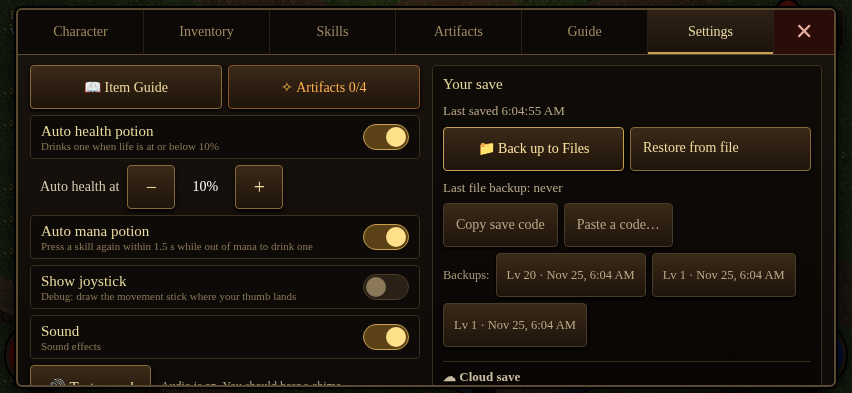 Character Inventory Skills Artifacts Guide Settings ✕
📖 Item Guide
✧ Artifacts 0/4
Auto health potion
Drinks one when life is at or below 10%
Auto health at − 10% +
Auto mana potion
Press a skill again within 1.5 s while out of mana to drink one
Show joystick
Debug: draw the movement stick where your thumb lands
Sound
Sound effects
Your save
Last saved 6:04:55 AM
📁 Back up to Files
Restore from file
Last file backup: never
Copy save code
Paste a code…
Backups: Lv 20 · Nov 25, 6:04 AM Lv 1 · Nov 25, 6:04 AM
Lv 1 · Nov 25, 6:04 AM
☁ Cloud save